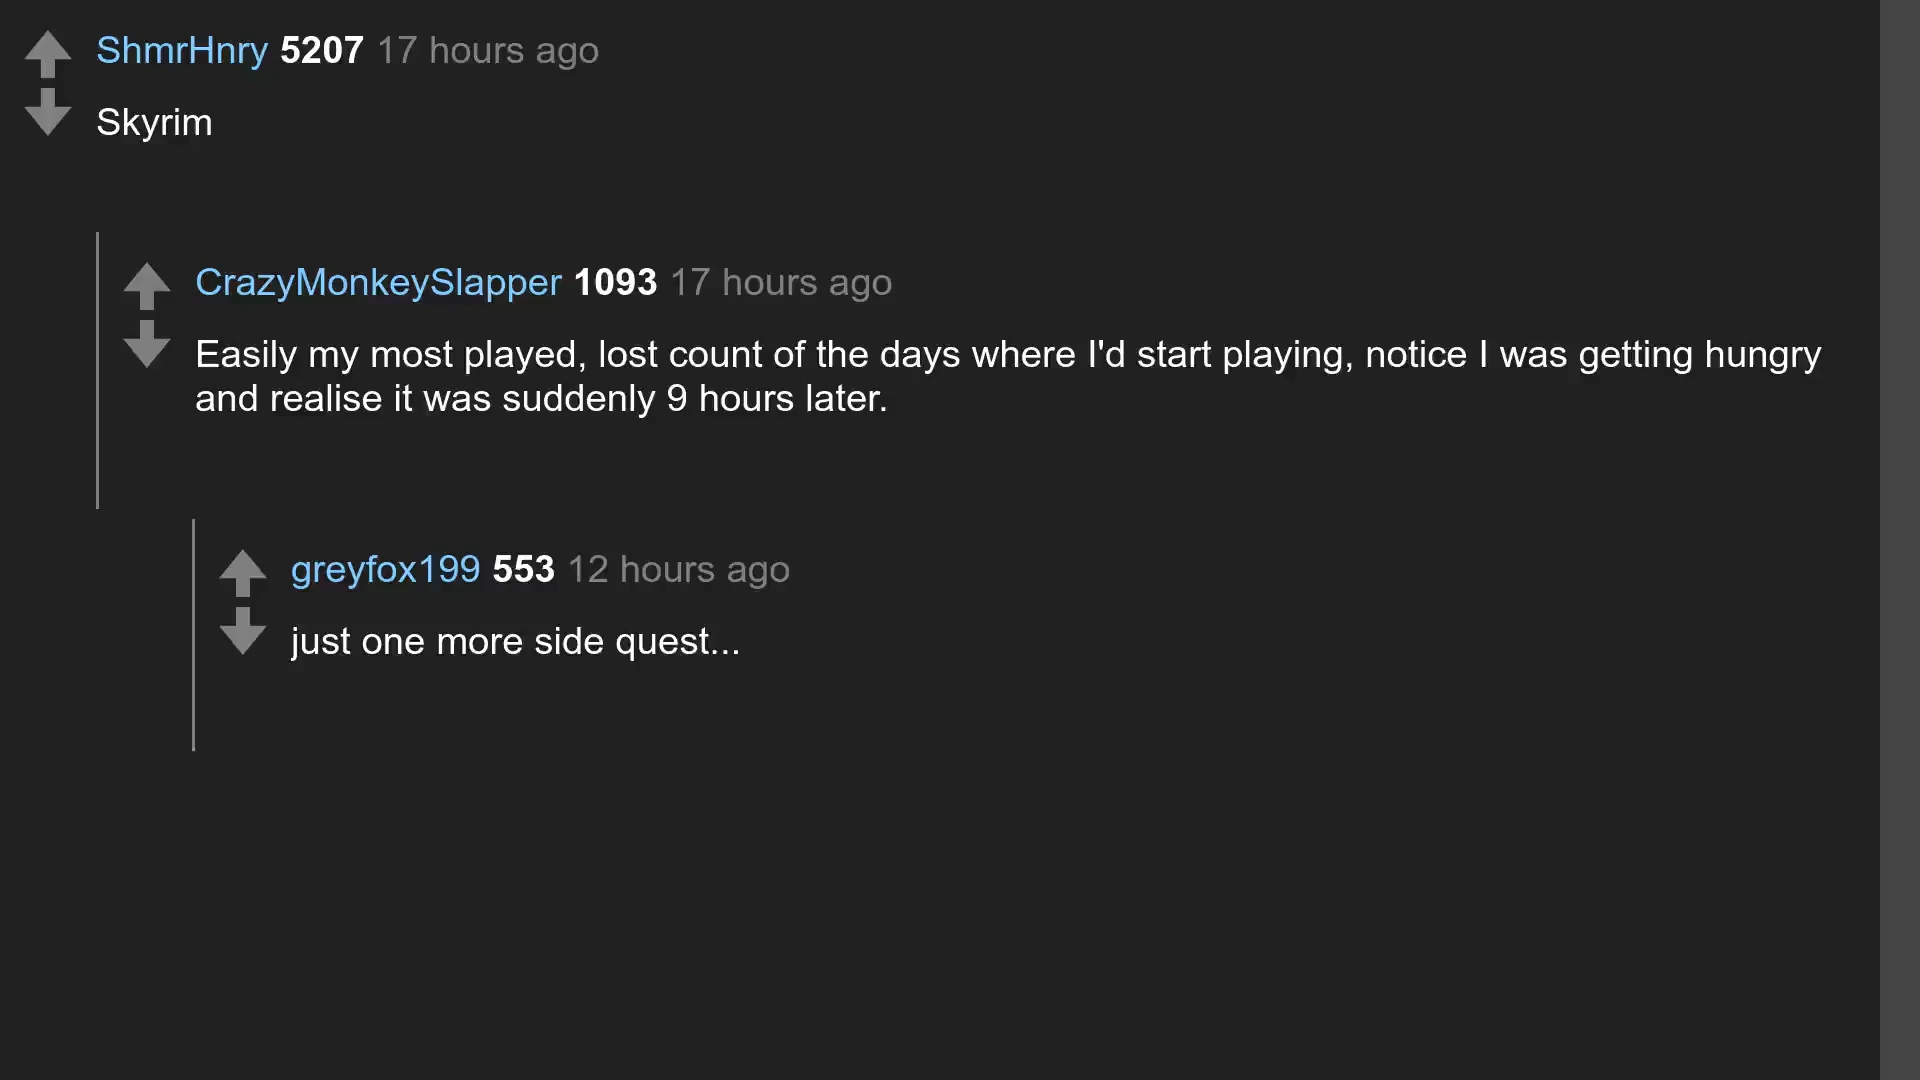 ShmrHnry 5207 17 hours ago
Skyrim
CrazyMonkeySlapper 1093 17 hours ago
Easily my most played, lost count of the days where I'd start playing, notice I was getting hungry
and realise it was suddenly 9 hours later.
greyfox199 553 12 hours ago
just one more side quest...